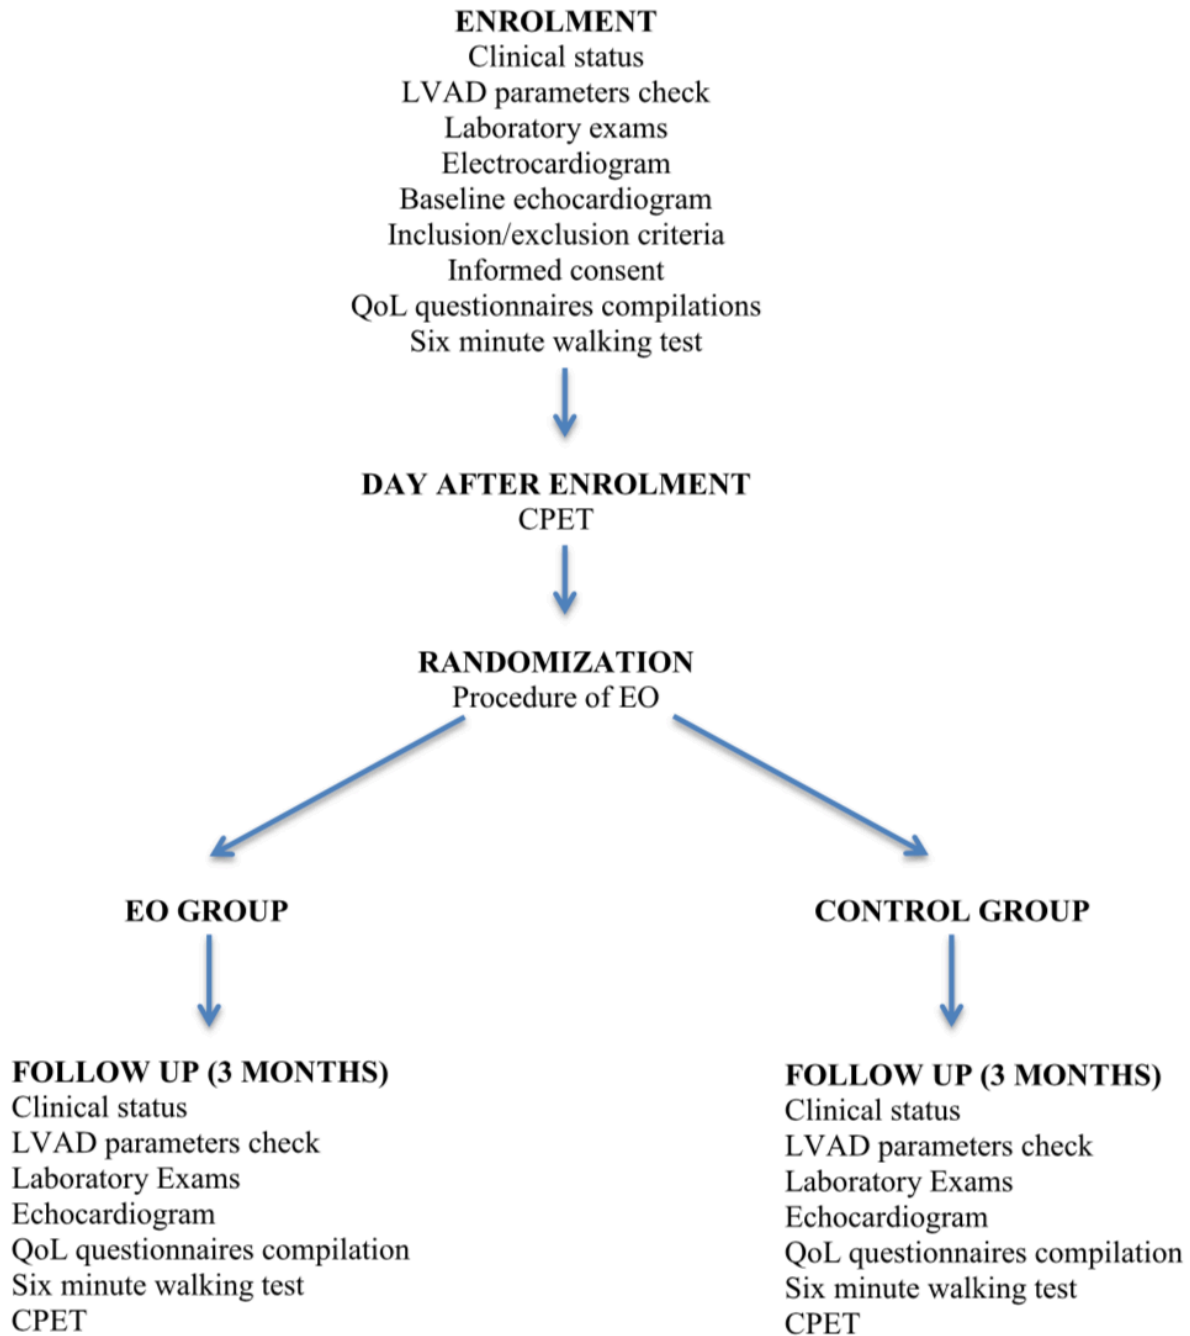 ENROLMENT
Clinical status
LVAD parameters check
Laboratory exams
Electrocardiogram
Baseline echocardiogram
Inclusion/exclusion criteria
Informed consent
QoL questionnaires compilations
Six minute walking test
DAY AFTER ENROLMENT
CPET
RANDOMIZATION
Procedure of EO
EO GROUP
CONTROL GROUP
FOLLOW UP (3 MONTHS)
Clinical status
LVAD parameters check
Laboratory Exams
Echocardiogram
QoL questionnaires compilation
Six minute walking test
CPET
FOLLOW UP (3 MONTHS)
Clinical status
LVAD parameters check
Laboratory Exams
Echocardiogram
QoL questionnaires compilation
Six minute walking test
CPET